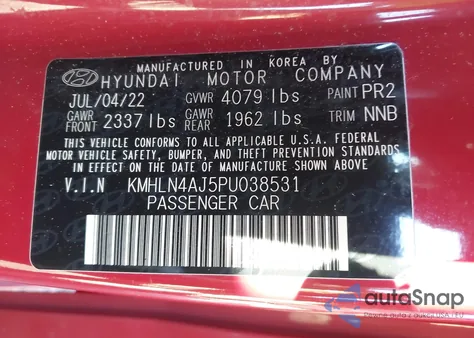 MANUFACTURED IN KOREA BY
HYUNDAI MOTOR COMPANY
JUL/04/22 GVWR 4079 lbs PAINT PR2
GAWR FRONT 2337 lbs GAWR REAR 1962 lbs TRIM NNB
THIS VEHICLE CONFORMS TO ALL APPLICABLE U.S.A. FEDERAL
MOTOR VEHICLE SAFETY, BUMPER, AND THEFT PREVENTION STANDARDS
IN EFFECT ON THE DATE OF MANUFACTURE SHOWN ABOVE.
V.I.N KMHLN4AJ5PU038531
PASSENGER CAR
autoSnap